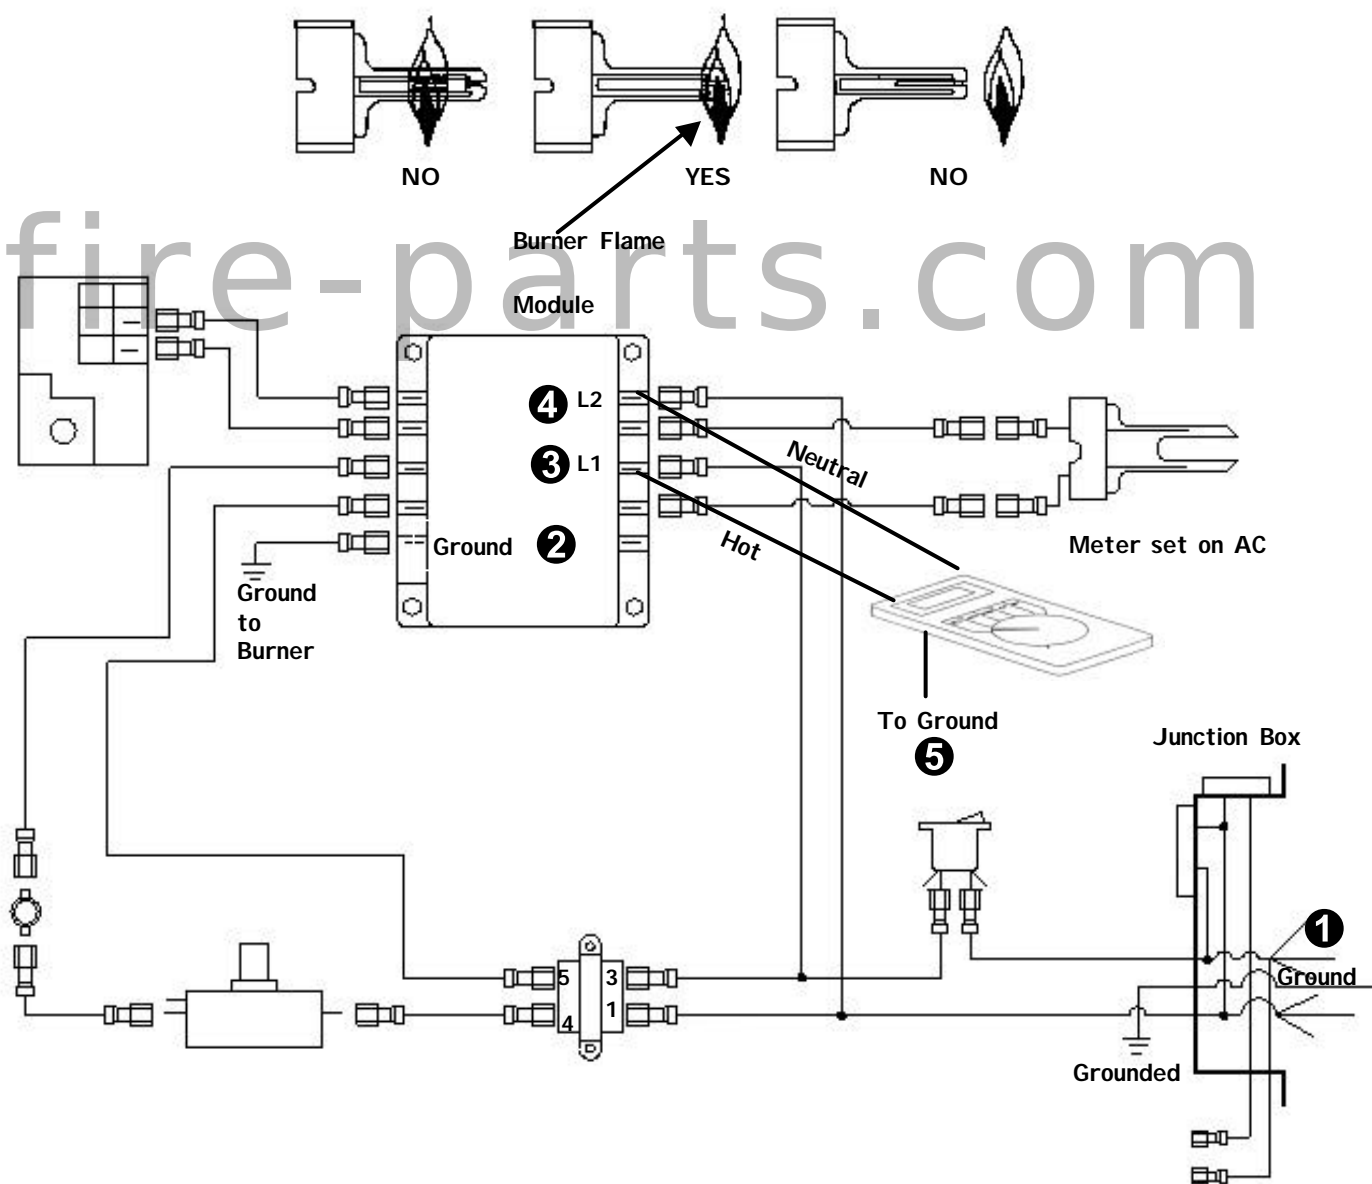 NO
YES
NO
Burner Flame
fire-parts.com
Module
4 L2
3 L1
Neutral
Hot
Ground 2
Meter set on AC
Ground
to
Burner
To Ground
5
Junction Box
1
Ground
5 3
4 1
Grounded